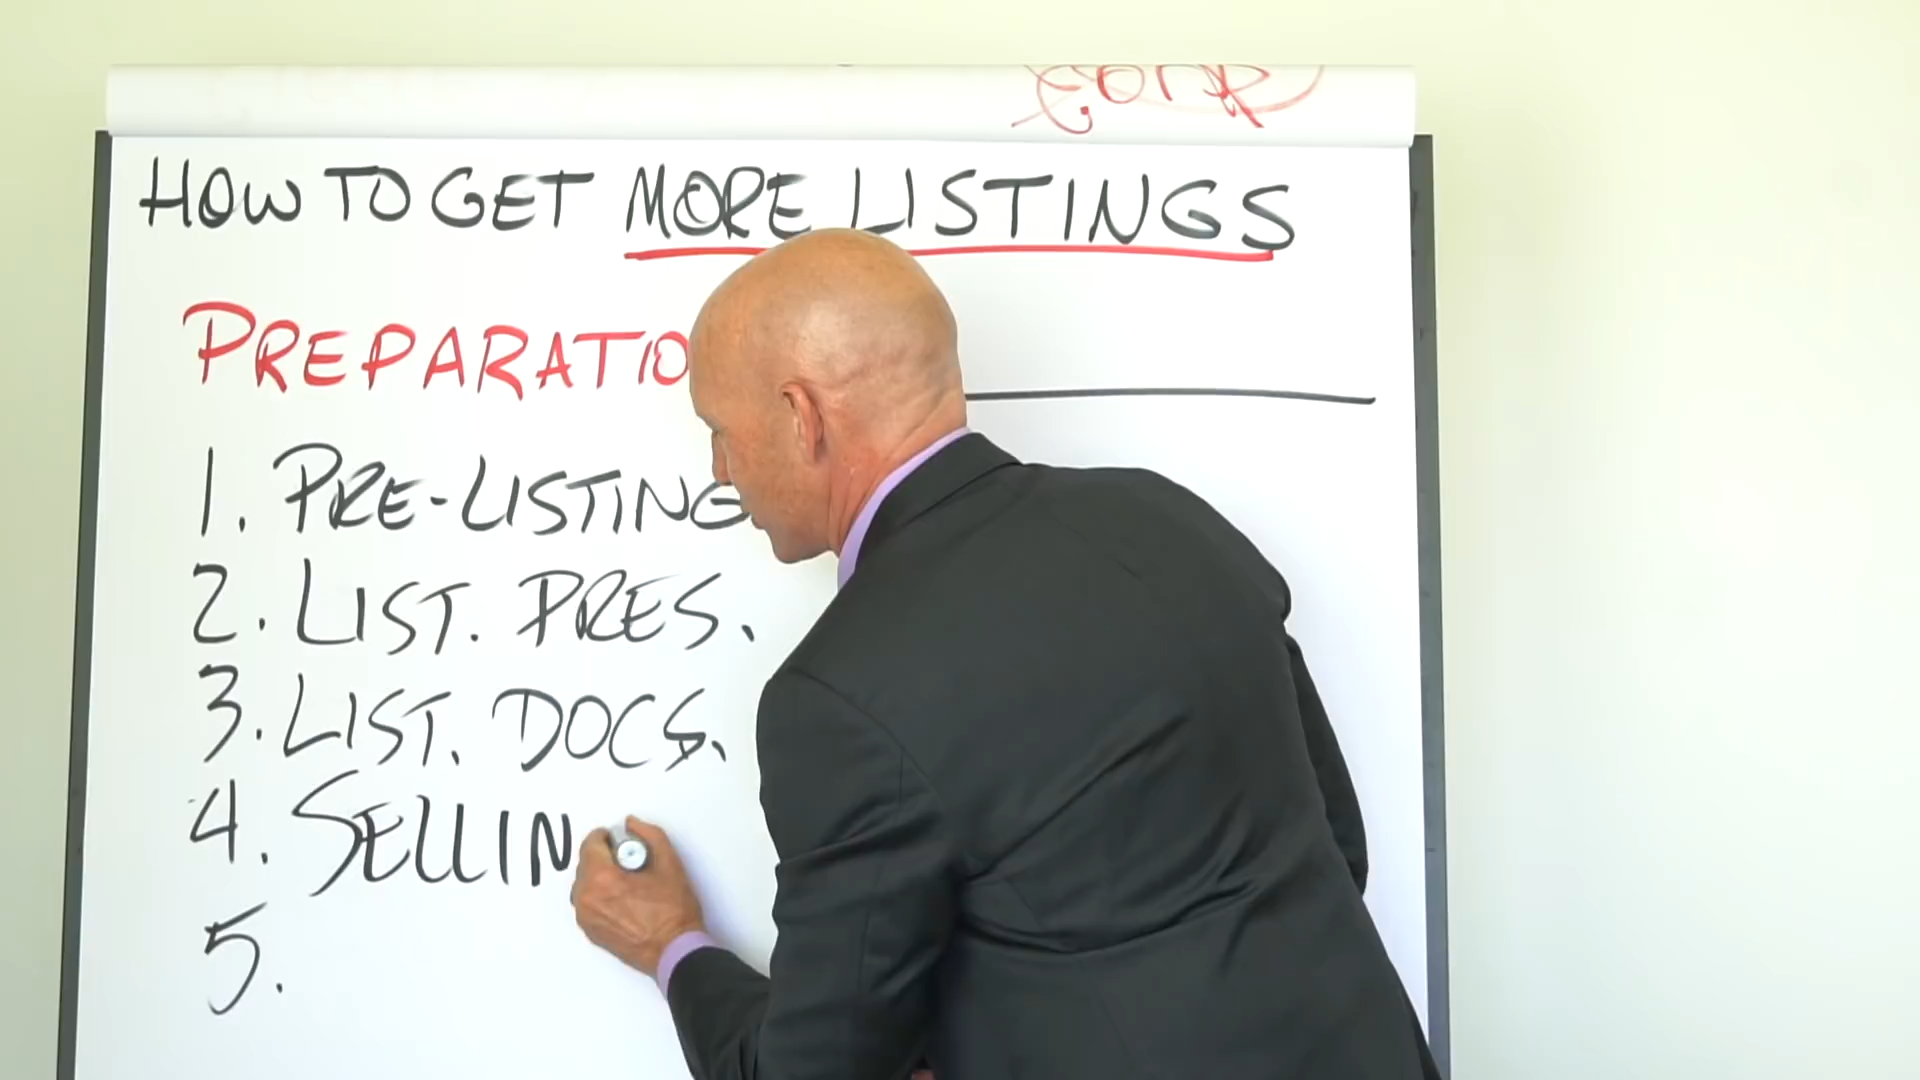 HOW TO GET MORE LISTINGS
PREPARATIO
1. PRE-LISTING
2. LIST. PRES.
3. LIST. DOCS.
4. SELLIN
5.